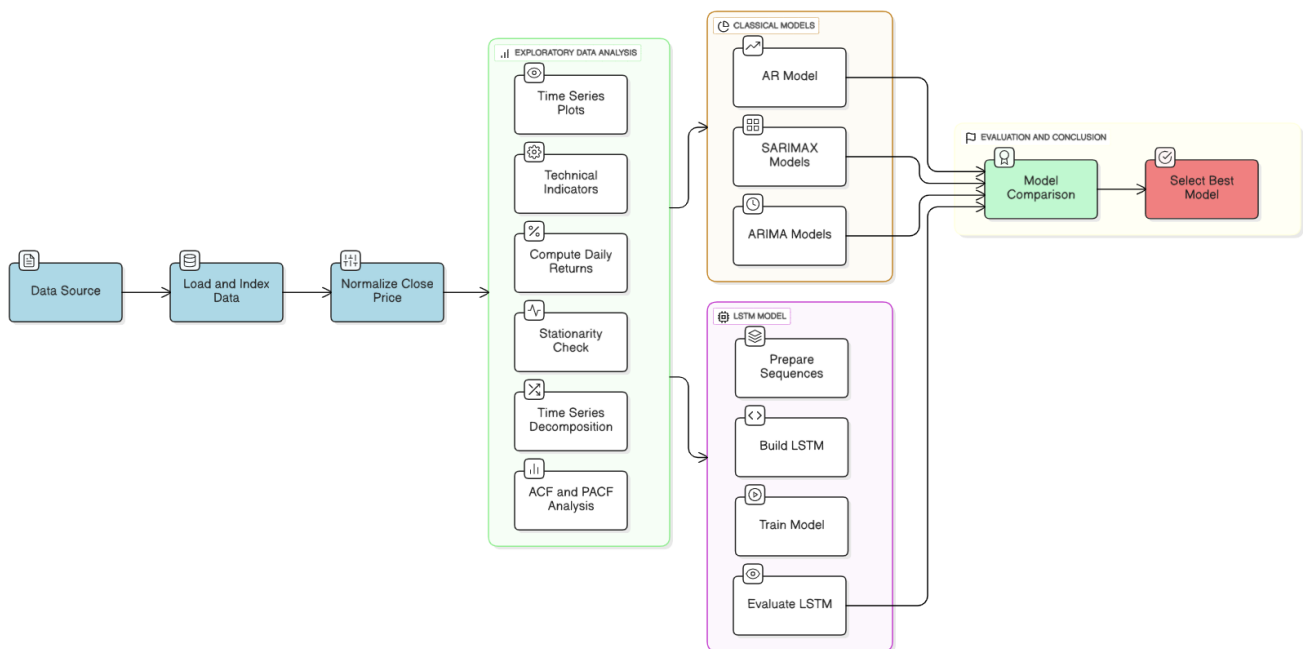 Data Source
Load and Index
Data
Normalize Close
Price
EXPLORATORY DATA ANALYSIS
Time Series
Plots
Technical
Indicators
Compute Daily
Returns
Stationarity
Check
Time Series
Decomposition
ACF and PACF
Analysis
CLASSICAL MODELS
AR Model
SARIMAX
Models
ARIMA Models
LSTM MODEL
Prepare
Sequences
Build LSTM
Train Model
Evaluate LSTM
EVALUATION AND CONCLUSION
Model
Comparison
Select Best
Model